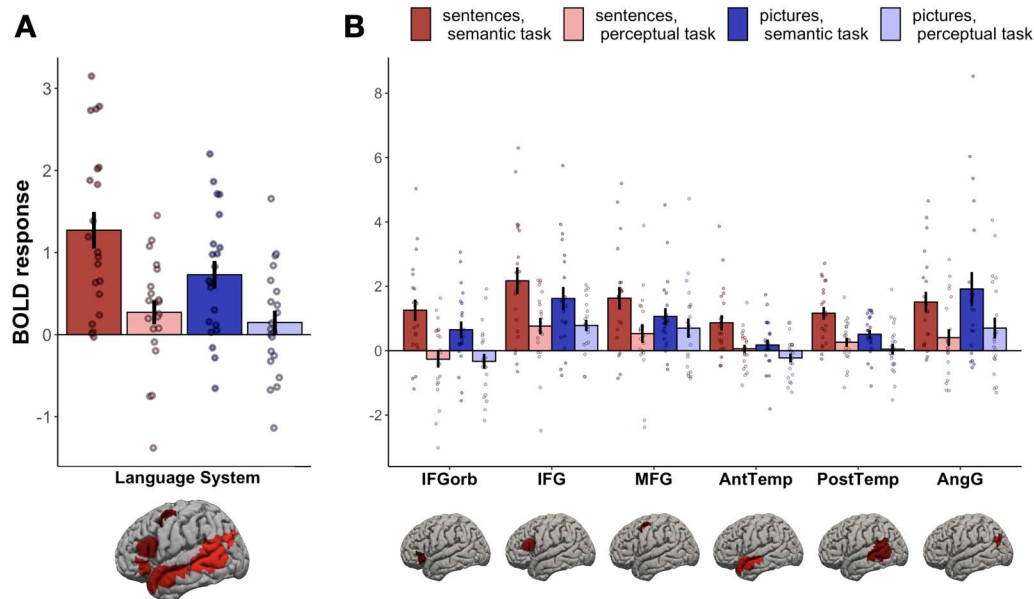 A
B
sentences,
semantic task
sentences,
perceptual task
pictures,
semantic task
pictures,
perceptual task
BOLD response
3
2
1
0
-1
Language System
8
6
4
2
0
-2
IFGorb
IFG
MFG
AntTemp
PostTemp
AngG